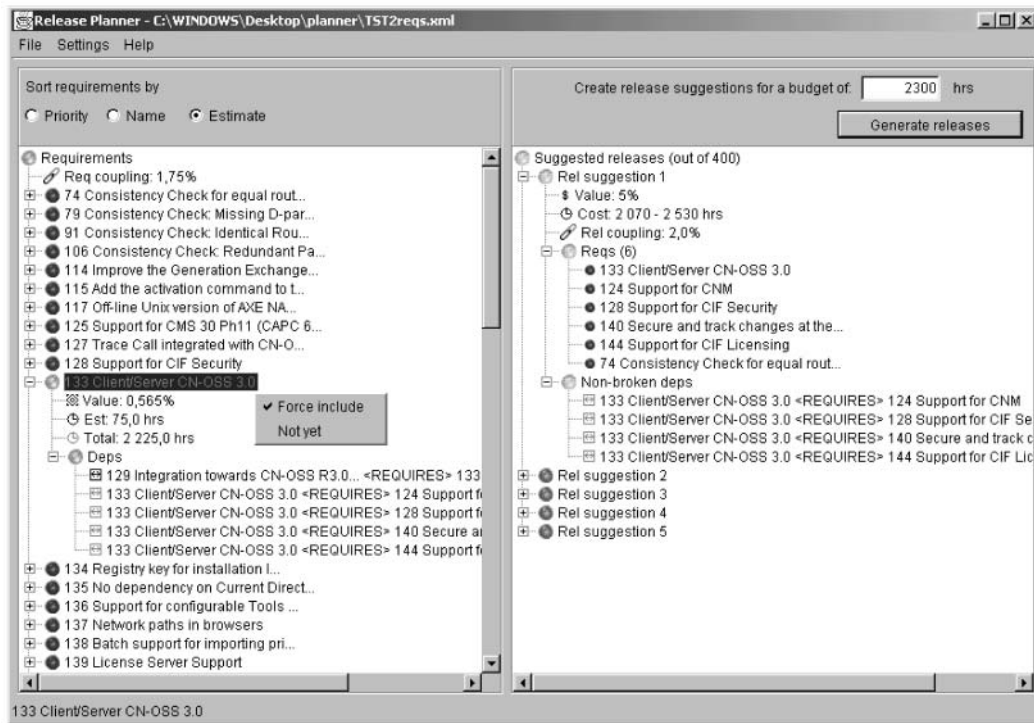 Release Planner - C:\WINDOWS\Desktop\planner\TST2reqs.xml
File Settings Help
Sort requirements by
Priority Name Estimate
Requirements
Req coupling: 1,75%
74 Consistency Check for equal rout...
79 Consistency Check: Missing D-par...
91 Consistency Check: Identical Rou...
106 Consistency Check: Redundant Pa...
114 Improve the Generation Exchange...
115 Add the activation command to t...
117 Off-line Unix version of AXE NA...
125 Support for CMS 30 Ph11 (CAPC 6...
127 Trace Call integrated with CN-O...
128 Support for CIF Security
133 Client/Server CN-OSS 3.0
Value: 0,565%
Est: 75,0 hrs
Total: 2 225,0 hrs
Force include
Not yet
Deps
129 Integration towards CN-OSS R3.0... <REQUIRES> 133
133 Client/Server CN-OSS 3.0 <REQUIRES> 124 Support f
133 Client/Server CN-OSS 3.0 <REQUIRES> 128 Support f
133 Client/Server CN-OSS 3.0 <REQUIRES> 140 Secure a
133 Client/Server CN-OSS 3.0 <REQUIRES> 144 Support f
134 Registry key for installation I...
135 No dependency on Current Direct...
136 Support for configurable Tools ...
137 Network paths in browsers
138 Batch support for importing pri...
139 License Server Support
Create release suggestions for a budget of: 2300 hrs
Generate releases
Suggested releases (out of 400)
Rel suggestion 1
$ Value: 5%
Cost: 2 070 - 2 530 hrs
Rel coupling: 2,0%
Reqs (6)
133 Client/Server CN-OSS 3.0
124 Support for CNM
128 Support for CIF Security
140 Secure and track changes at the...
144 Support for CIF Licensing
74 Consistency Check for equal rout...
Non-broken deps
133 Client/Server CN-OSS 3.0 <REQUIRES> 124 Support for CNM
133 Client/Server CN-OSS 3.0 <REQUIRES> 128 Support for CIF Se
133 Client/Server CN-OSS 3.0 <REQUIRES> 140 Secure and track c
133 Client/Server CN-OSS 3.0 <REQUIRES> 144 Support for CIF Lic
Rel suggestion 2
Rel suggestion 3
Rel suggestion 4
Rel suggestion 5
133 Client/Server CN-OSS 3.0